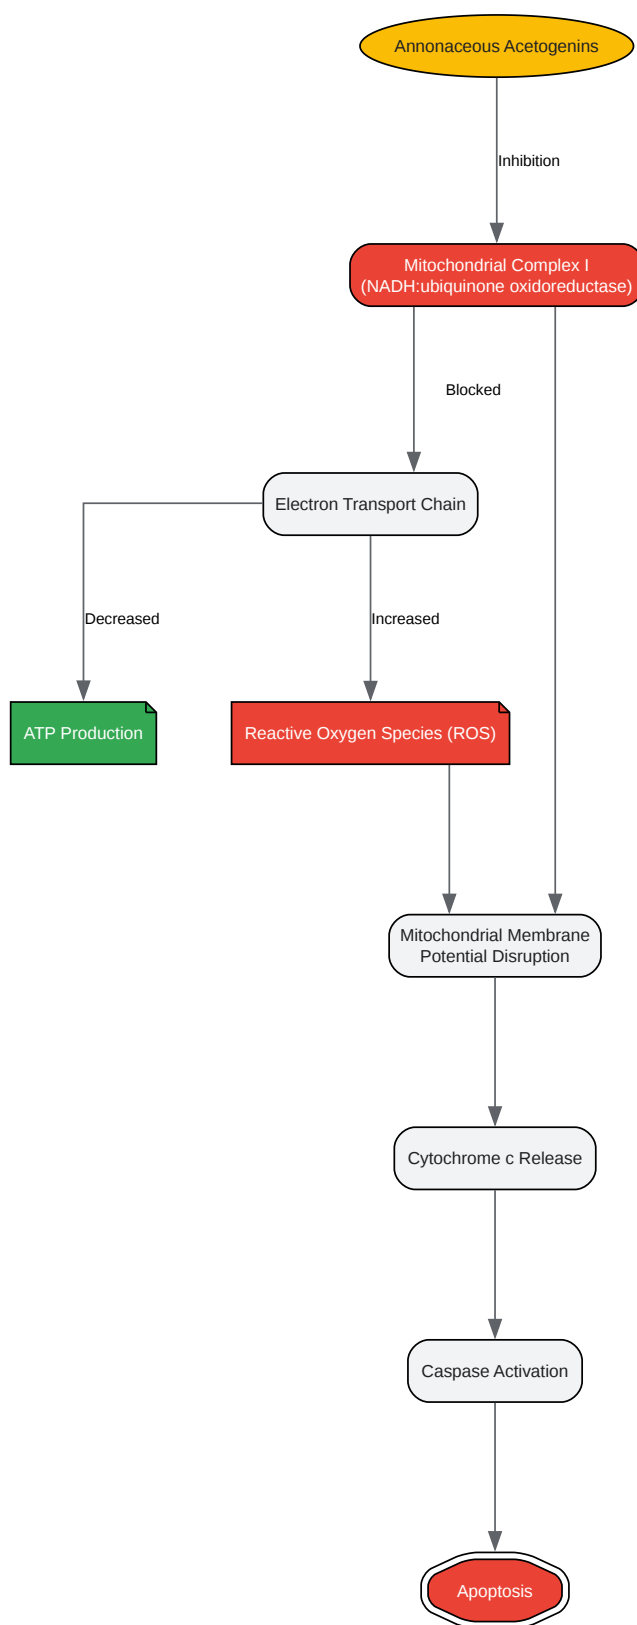 Annonaceous Acetogenins
Inhibition
Mitochondrial Complex I
(NADH:ubiquinone oxidoreductase)
Blocked
Electron Transport Chain
Decreased
Increased
ATP Production
Reactive Oxygen Species (ROS)
Mitochondrial Membrane
Potential Disruption
Cytochrome c Release
Caspase Activation
Apoptosis